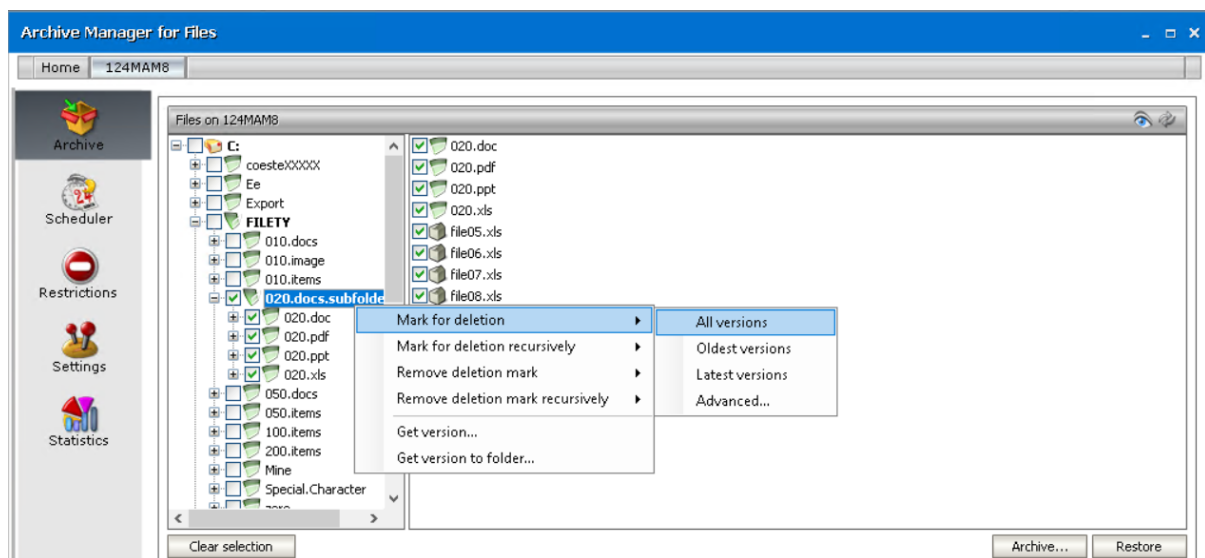 Archive Manager for Files
Home 124MAM8
Archive
Scheduler
Restrictions
Settings
Statistics
Files on 124MAM8
C:
coesteXXXXX
Ee
Export
FILETY
010.docs
010.image
010.items
020.docs.subfolde
020.doc
020.pdf
020.ppt
020.xls
050.docs
050.items
100.items
200.items
Mine
Special.Character
020.doc
020.pdf
020.ppt
020.xls
file05.xls
file06.xls
file07.xls
file08.xls
Mark for deletion
Mark for deletion recursively
Remove deletion mark
Remove deletion mark recursively
Get version...
Get version to folder...
All versions
Oldest versions
Latest versions
Advanced...
Clear selection
Archive... Restore